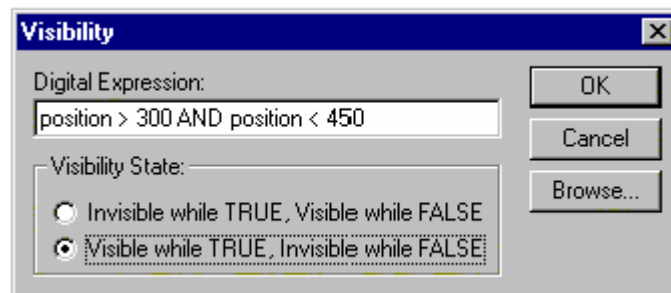 Visibility
Digital Expression:
position > 300 AND position < 450
Visibility State:
Invisible while TRUE, Visible while FALSE
Visible while TRUE, Invisible while FALSE
OK
Cancel
Browse...